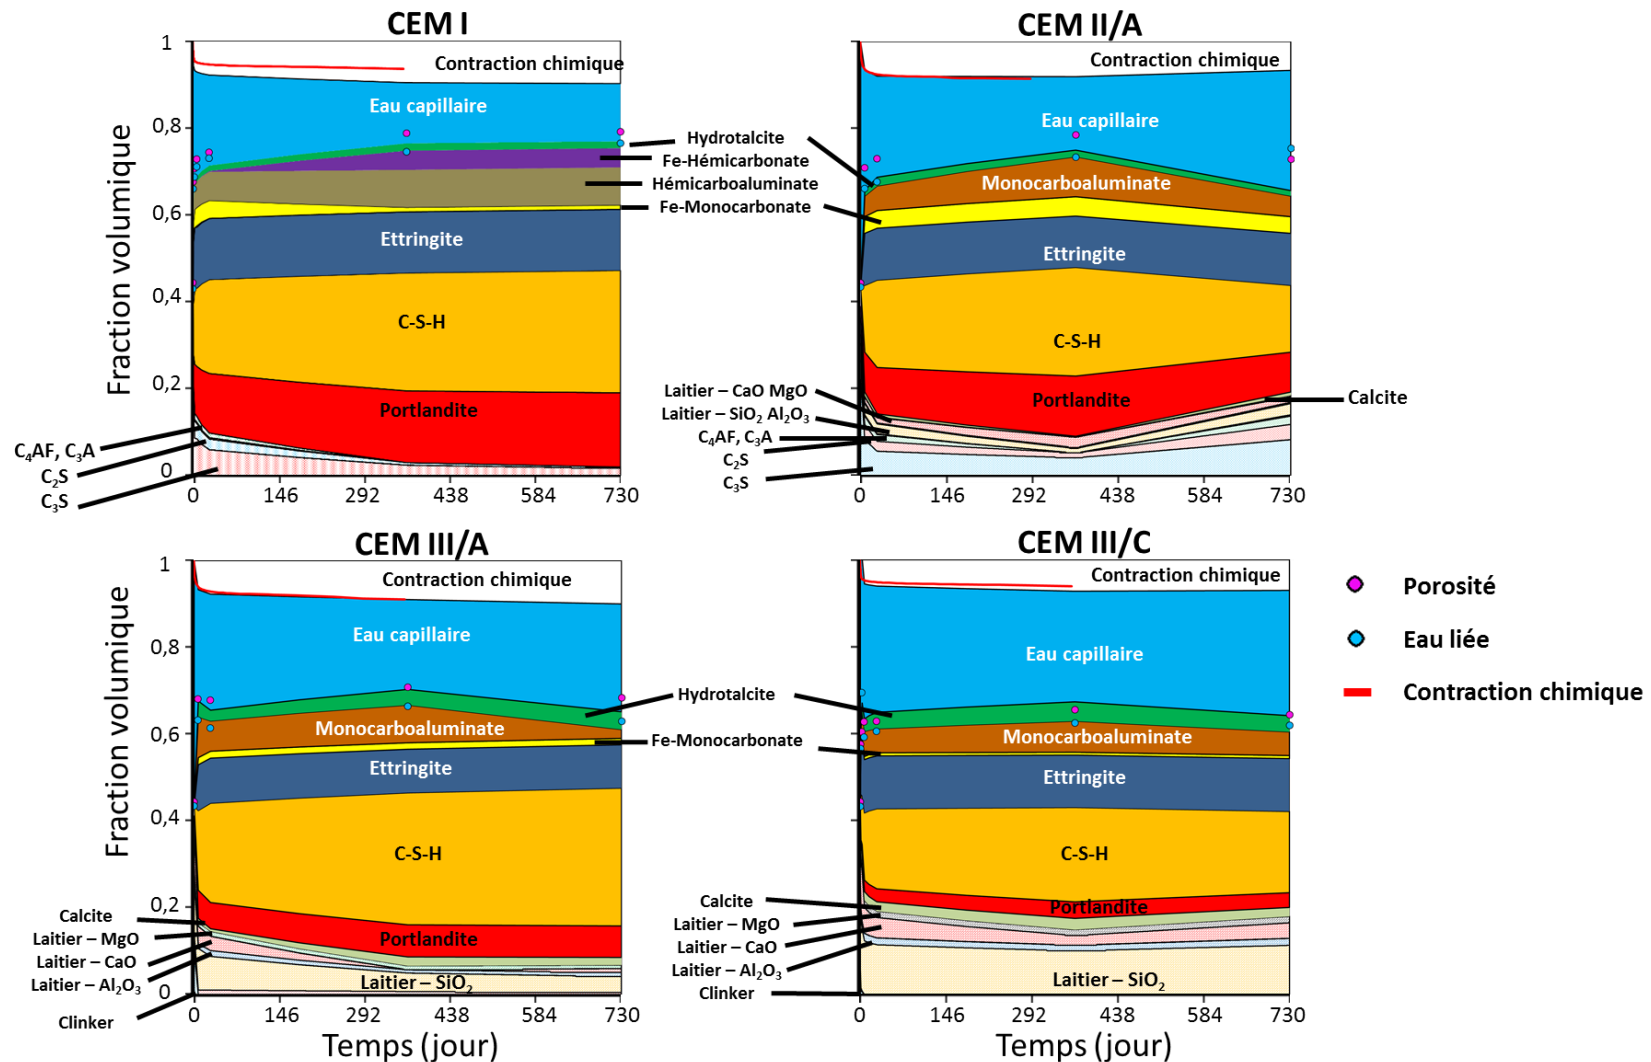 CEM I
CEM II/A
Fraction volumique
1
0,8
0,6
0,4
0,2
0
Contraction chimique
Eau capillaire
Ettringite
C-S-H
Portlandite
C₄AF, C₃A
C₂S
C₃S
0 146 292 438 584 730
Hydrotalcite
Fe-Hémicarbonate
Hémicarboaluminate
Fe-Monocarbonate
Contraction chimique
Eau capillaire
Monocarboaluminate
Ettringite
C-S-H
Portlandite
Laitier – CaO MgO
Laitier – SiO₂ Al₂O₃
C₄AF, C₃A
C₂S
C₃S
Calcite
0 146 292 438 584 730
CEM III/A
CEM III/C
Fraction volumique
1
0,8
0,6
0,4
0,2
0
Contraction chimique
Eau capillaire
Monocarboaluminate
Ettringite
C-S-H
Portlandite
Laitier – SiO₂
Calcite
Laitier – MgO
Laitier – CaO
Laitier – Al₂O₃
Clinker
0 146 292 438 584 730
Temps (jour)
Hydrotalcite
Fe-Monocarbonate
Contraction chimique
Eau capillaire
Monocarboaluminate
Ettringite
C-S-H
Portlandite
Laitier – SiO₂
Calcite
Laitier – MgO
Laitier – CaO
Laitier – Al₂O₃
Clinker
0 146 292 438 584 730
Temps (jour)
Porosité
Eau liée
Contraction chimique